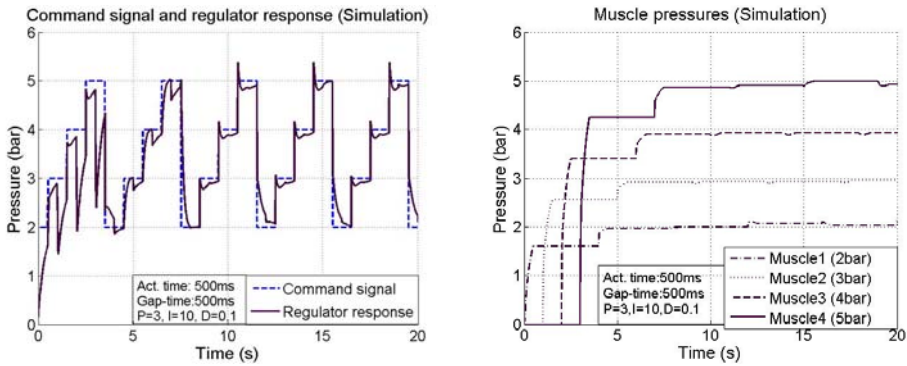 Command signal and regulator response (Simulation)
6
5
4
3
2
1
0
Pressure (bar)
0
5
10
15
20
Time (s)
Act. time: 500ms
Gap-time:500ms
P=3, I=10, D=0,1
Command signal
Regulator response
Muscle pressures (Simulation)
6
5
4
3
2
1
0
Pressure (bar)
0
5
10
15
20
Time (s)
Act. time:500ms
Gap-time:500ms
P=3,I=10,D=0.1
Muscle1 (2bar)
Muscle2 (3bar)
Muscle3 (4bar)
Muscle4 (5bar)